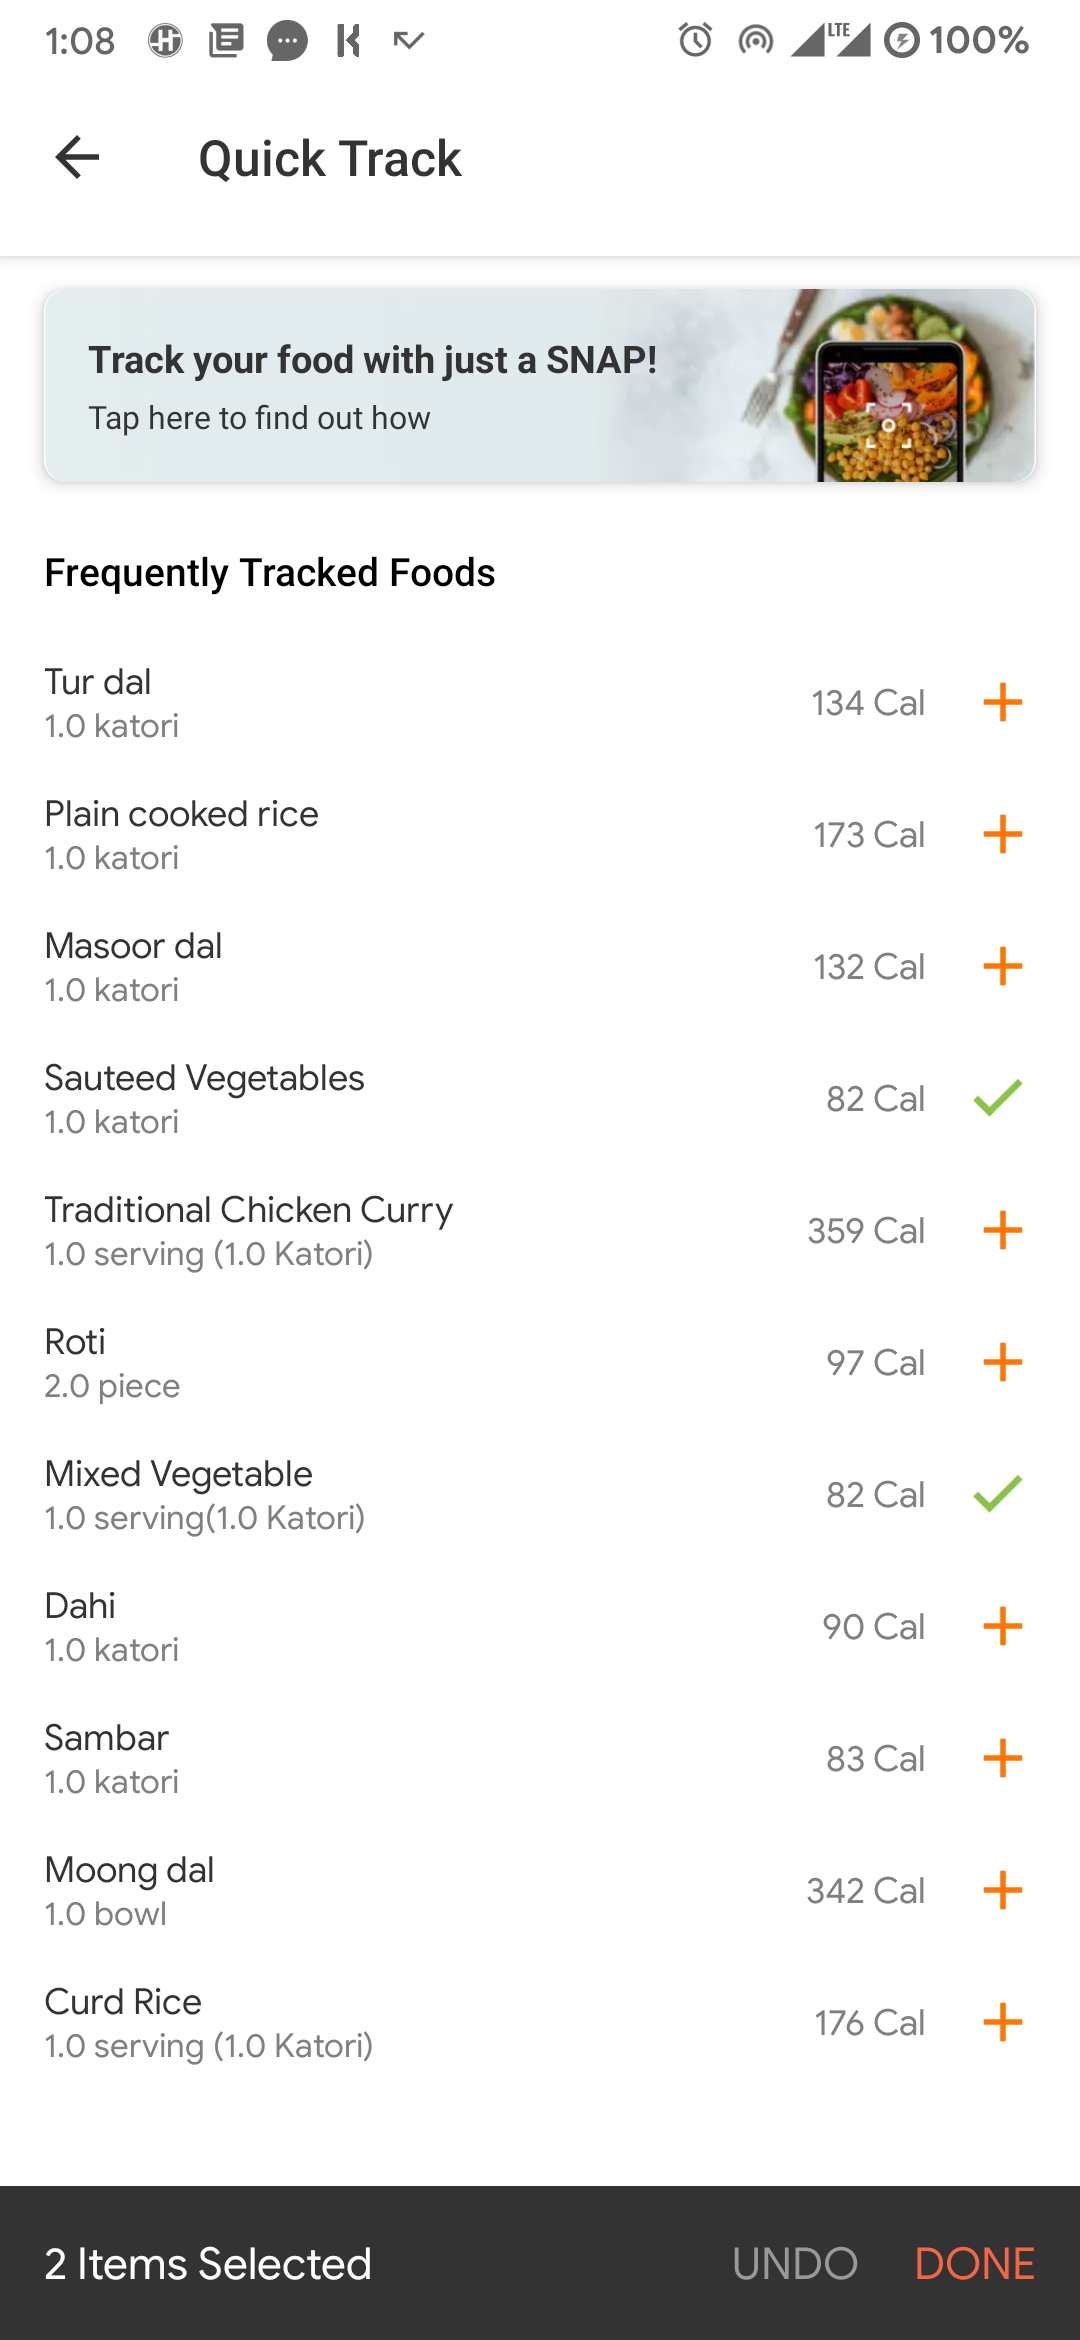 1:08
LTE
100%
Quick Track
Track your food with just a SNAP!
Tap here to find out how
Frequently Tracked Foods
Tur dal
1.0 katori
134 Cal
Plain cooked rice
1.0 katori
173 Cal
Masoor dal
1.0 katori
132 Cal
Sauteed Vegetables
1.0 katori
82 Cal
Traditional Chicken Curry
1.0 serving (1.0 Katori)
359 Cal
Roti
2.0 piece
97 Cal
Mixed Vegetable
1.0 serving(1.0 Katori)
82 Cal
Dahi
1.0 katori
90 Cal
Sambar
1.0 katori
83 Cal
Moong dal
1.0 bowl
342 Cal
Curd Rice
1.0 serving (1.0 Katori)
176 Cal
2 Items Selected
UNDO
DONE